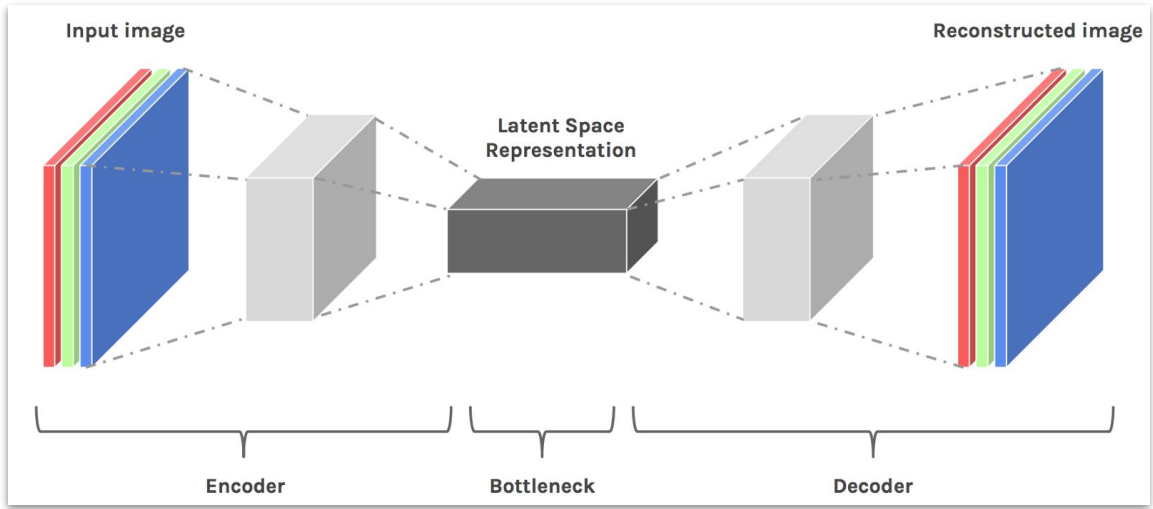 Input image
Reconstructed image
Latent Space
Representation
Encoder
Bottleneck
Decoder